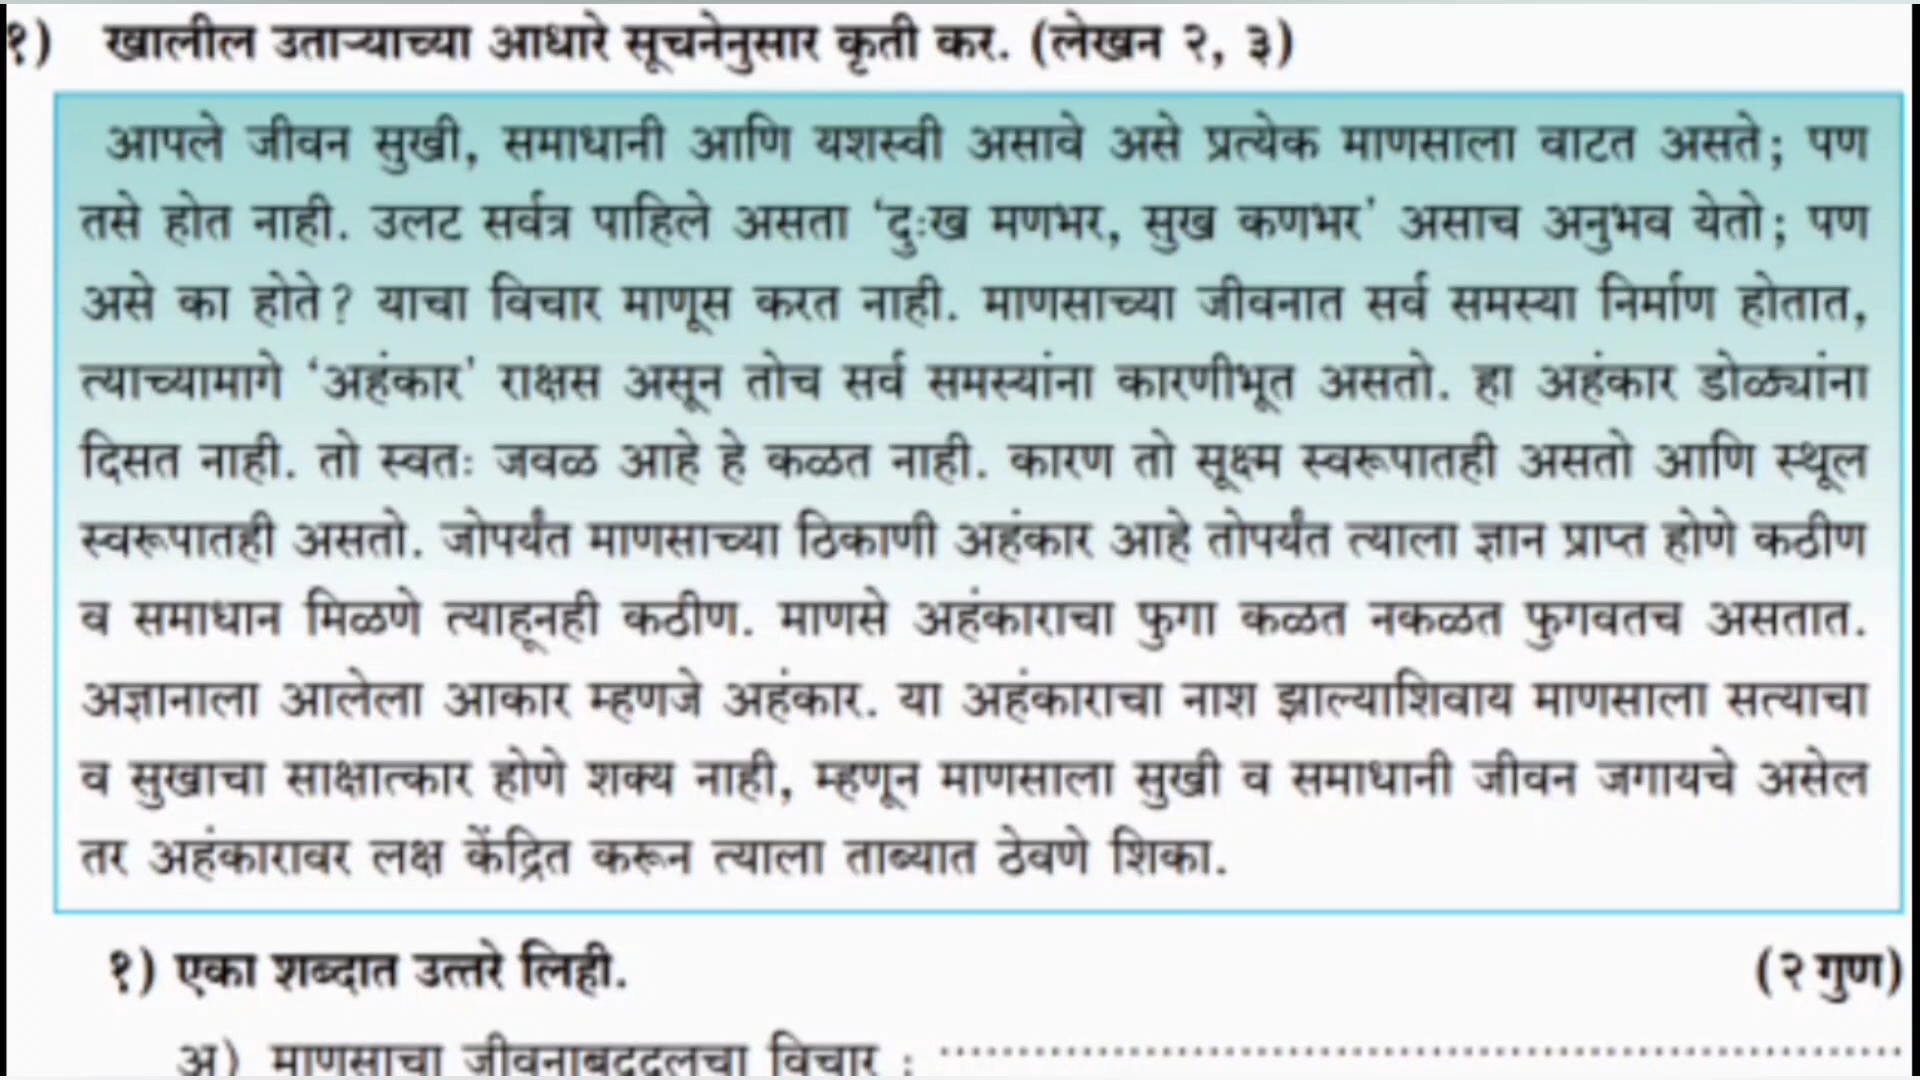 १) खालील उताऱ्याच्या आधारे सूचनेनुसार कृती कर. (लेखन २, ३)
आपले जीवन सुखी, समाधानी आणि यशस्वी असावे असे प्रत्येक माणसाला वाटत असते; पण
तसे होत नाही. उलट सर्वत्र पाहिले असता ‘दुःख मणभर, सुख कणभर’ असाच अनुभव येतो; पण
असे का होते? याचा विचार माणूस करत नाही. माणसाच्या जीवनात सर्व समस्या निर्माण होतात,
त्याच्यामागे ‘अहंकार’ राक्षस असून तोच सर्व समस्यांना कारणीभूत असतो. हा अहंकार डोळ्यांना
दिसत नाही. तो स्वतः जवळ आहे हे कळत नाही. कारण तो सूक्ष्म स्वरूपातही असतो आणि स्थूल
स्वरूपातही असतो. जोपर्यंत माणसाच्या ठिकाणी अहंकार आहे तोपर्यंत त्याला ज्ञान प्राप्त होणे कठीण
व समाधान मिळणे त्याहूनही कठीण. माणसे अहंकाराचा फुगा कळत नकळत फुगवतच असतात.
अज्ञानाला आलेला आकार म्हणजे अहंकार. या अहंकाराचा नाश झाल्याशिवाय माणसाला सत्याचा
व सुखाचा साक्षात्कार होणे शक्य नाही, म्हणून माणसाला सुखी व समाधानी जीवन जगायचे असेल
तर अहंकारावर लक्ष केंद्रित करून त्याला ताब्यात ठेवणे शिका.
१) एका शब्दात उत्तरे लिही. (२ गुण)
अ) माणसाचा जीवनाबद्दलचा विचार : ..........................................................